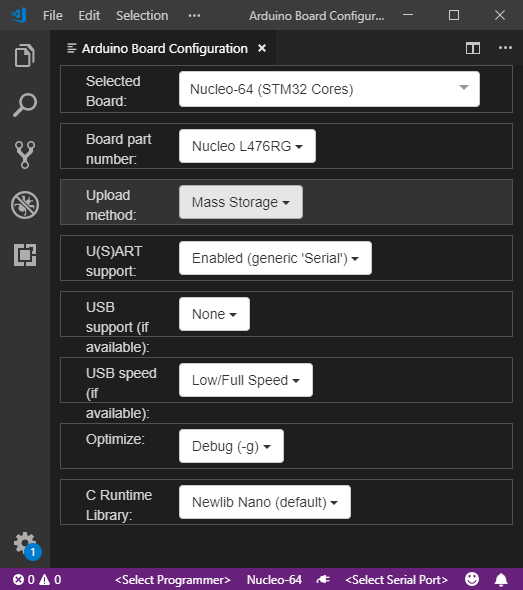 File Edit Selection ... Arduino Board Configur...
Arduino Board Configuration
Selected
Board:
Nucleo-64 (STM32 Cores)
Board part
number:
Nucleo L476RG
Upload
method:
Mass Storage
U(S)ART
support:
Enabled (generic 'Serial')
USB
support (if
available):
None
USB speed
(if
available):
Low/Full Speed
Optimize:
Debug (-g)
C Runtime
Library:
Newlib Nano (default)
1
0 0 <Select Programmer> Nucleo-64 <Select Serial Port>